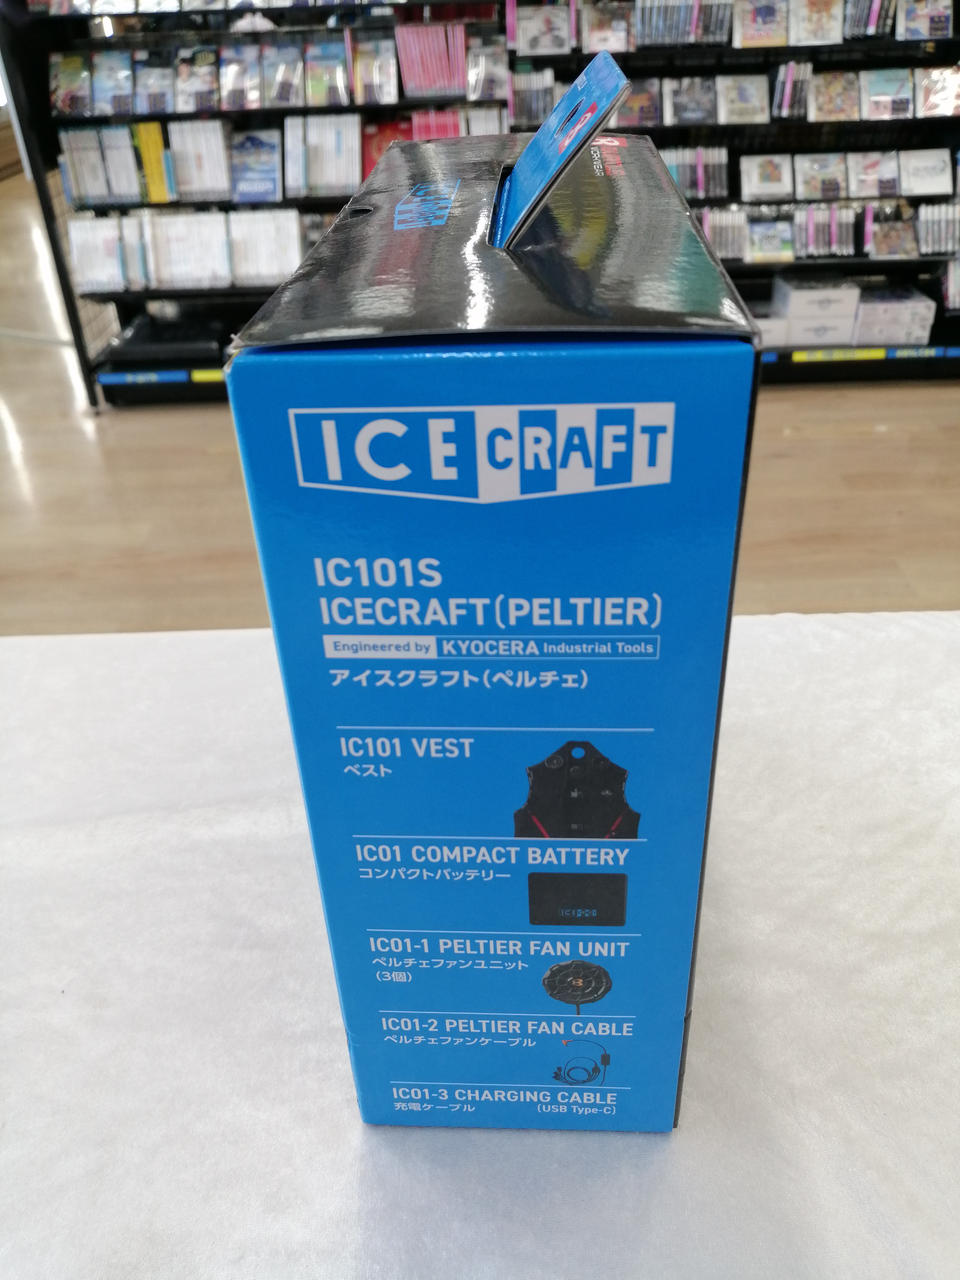 ICE CRAFT
IC101S
ICECRAFT(PELTIER)
Engineered by KYOCERA Industrial Tools
アイスクラフト(ペルチェ)
IC101 VEST
ベスト
IC01 COMPACT BATTERY
コンパクトバッテリー
IC01-1 PELTIER FAN UNIT
ペルチェファンユニット
(3個)
IC01-2 PELTIER FAN CABLE
ペルチェファンケーブル
IC01-3 CHARGING CABLE
充電ケーブル (USB Type-C)